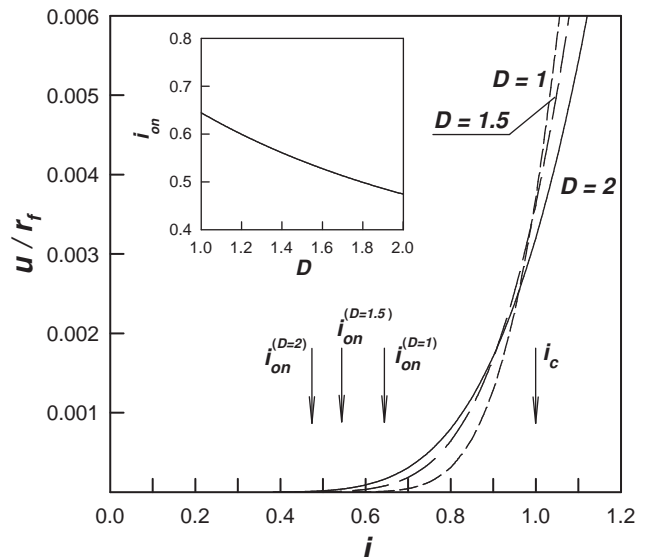 0.006
0.005
0.004
0.003
0.002
0.001
u / r_f
0.8
0.7
0.6
0.5
0.4
i_on
1.0 1.2 1.4 1.6 1.8 2.0
D
D = 1
D = 1.5
D = 2
i_on^(D=2)
i_on^(D=1.5)
i_on^(D=1)
i_c
0.0 0.2 0.4 0.6 0.8 1.0 1.2
i